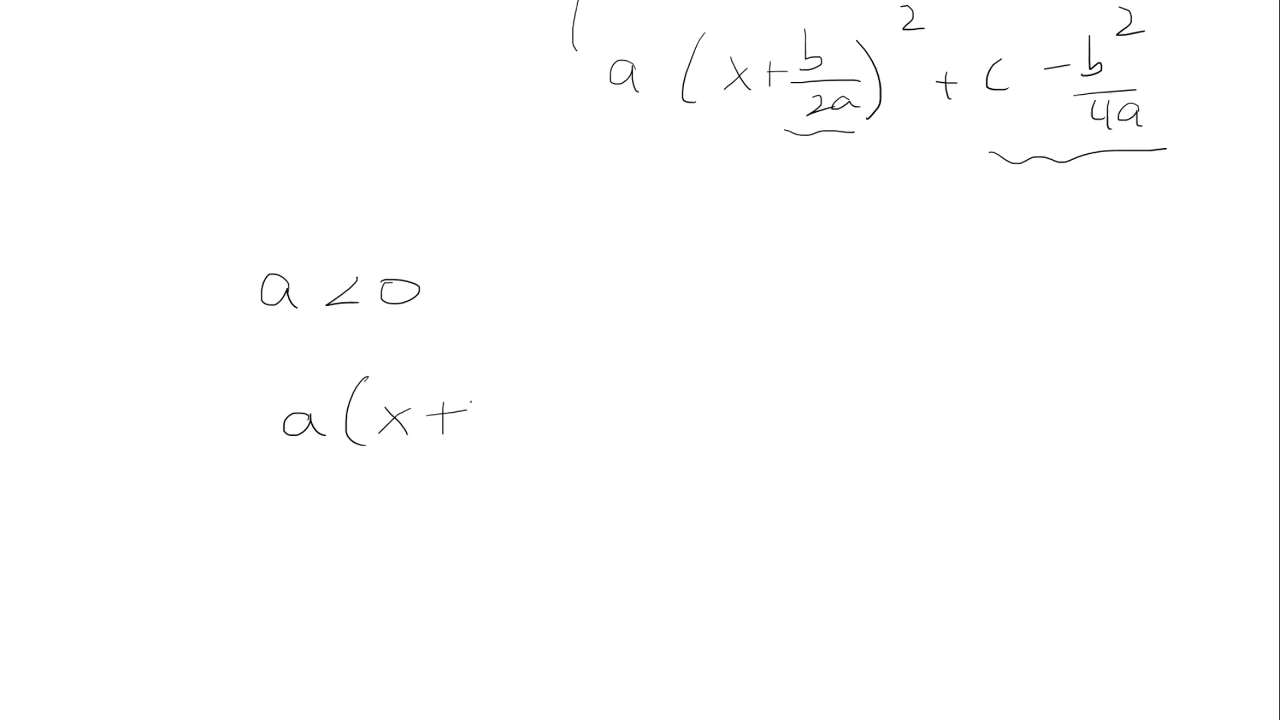 a (x + b/2a)² + c - b²/4a
a < 0
a(x +